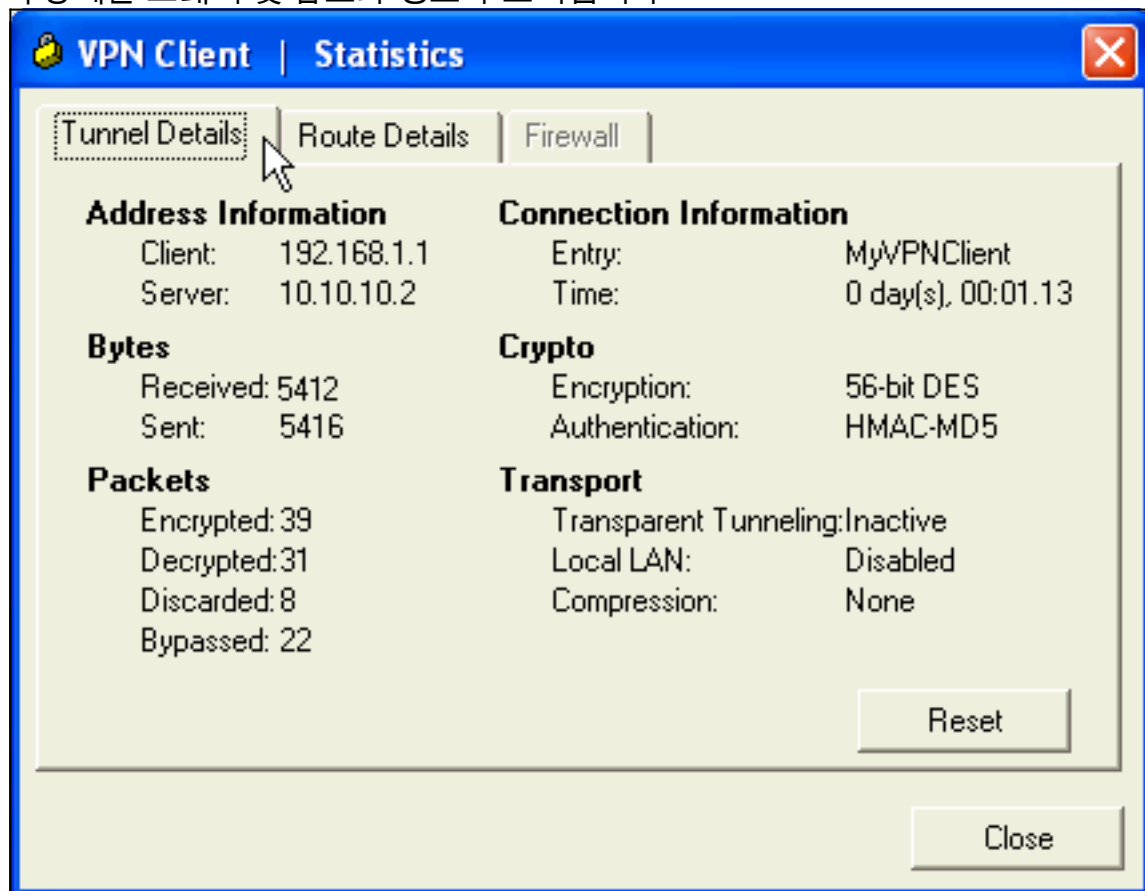 VPN Client | Statistics
Tunnel Details Route Details Firewall
Address Information
Client: 192.168.1.1
Server: 10.10.10.2
Connection Information
Entry: MyVPNClient
Time: 0 day(s), 00:01.13
Bytes
Received: 5412
Sent: 5416
Crypto
Encryption: 56-bit DES
Authentication: HMAC-MD5
Packets
Encrypted: 39
Decrypted: 31
Discarded: 8
Bypassed: 22
Transport
Transparent Tunneling: Inactive
Local LAN: Disabled
Compression: None
Reset
Close